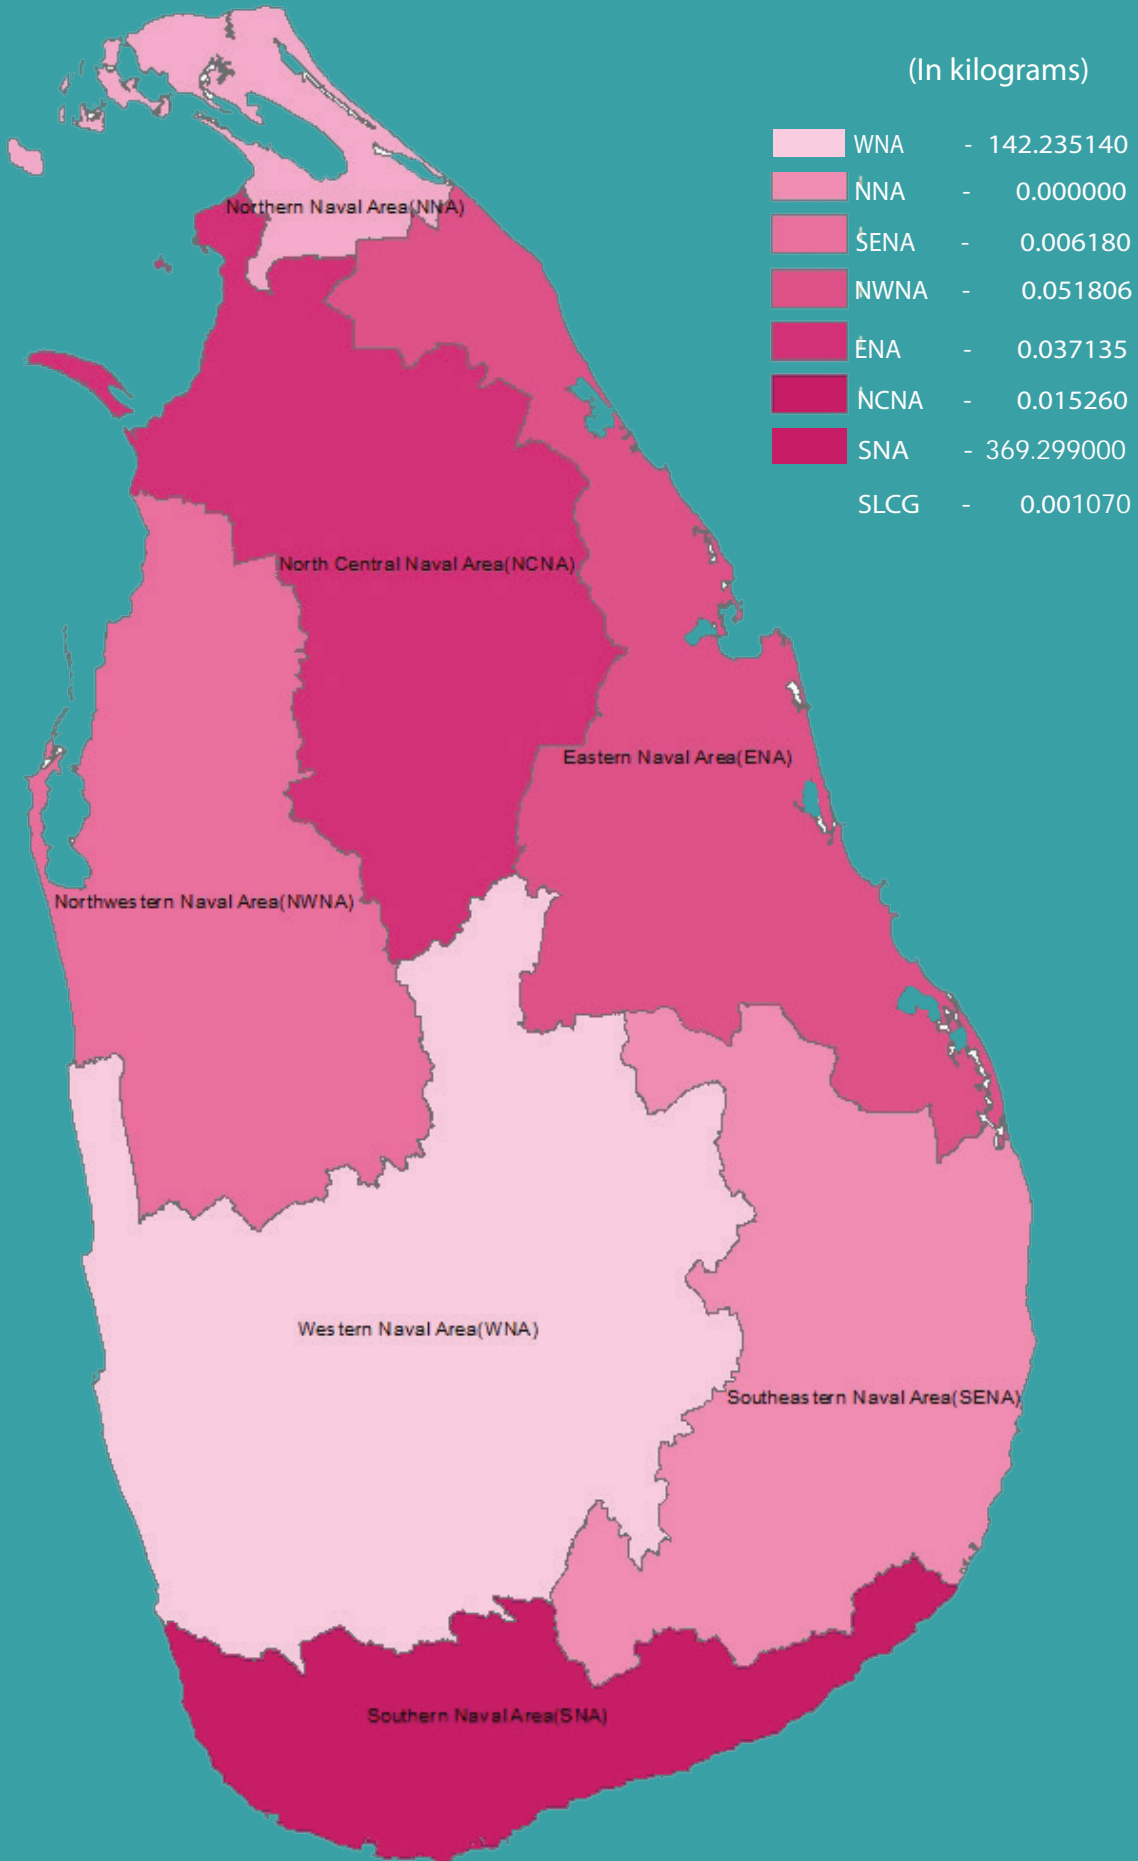 (In kilograms)
WNA - 142.235140
NNA - 0.000000
SENA - 0.006180
NWNA - 0.051806
ENA - 0.037135
NCNA - 0.015260
SNA - 369.299000
SLCG - 0.001070
Northern Naval Area(NNA)
North Central Naval Area(NCNA)
Eastern Naval Area(ENA)
Northwestern Naval Area(NWNA)
Western Naval Area(WNA)
Southeastern Naval Area(SENA)
Southern Naval Area(SNA)